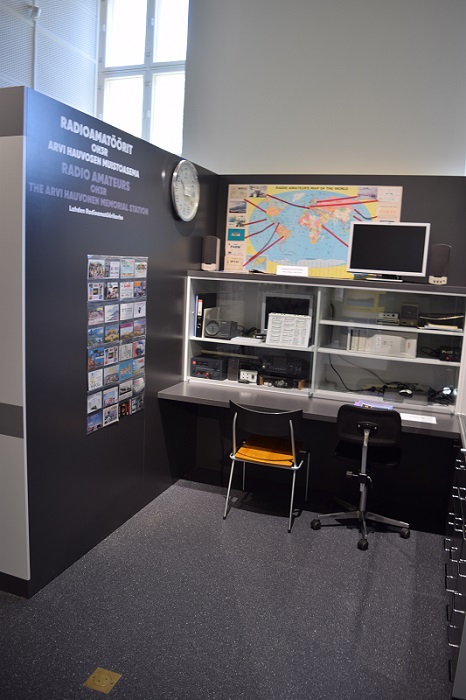 RADIOAMATÖÖRIT
OH3R
ARVI HAUVOSEN MUISTOASEMA
RADIO AMATEURS
OH3R
THE ARVI HAUVONEN MEMORIAL STATION
Lahden Radioamatöörikerho
RADIO AMATEURS MAP OF THE WORLD